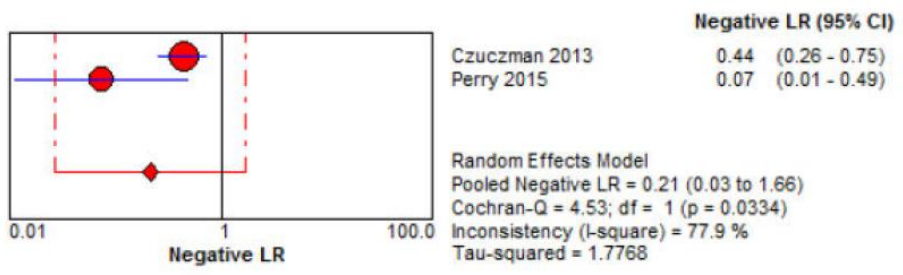 Negative LR (95% CI)
Czuczman 2013 0.44 (0.26 - 0.75)
Perry 2015 0.07 (0.01 - 0.49)
Random Effects Model
Pooled Negative LR = 0.21 (0.03 to 1.66)
Cochran-Q = 4.53; df = 1 (p = 0.0334)
0.01 1 100.0 Inconsistency (I-square) = 77.9 %
Negative LR Tau-squared = 1.7768